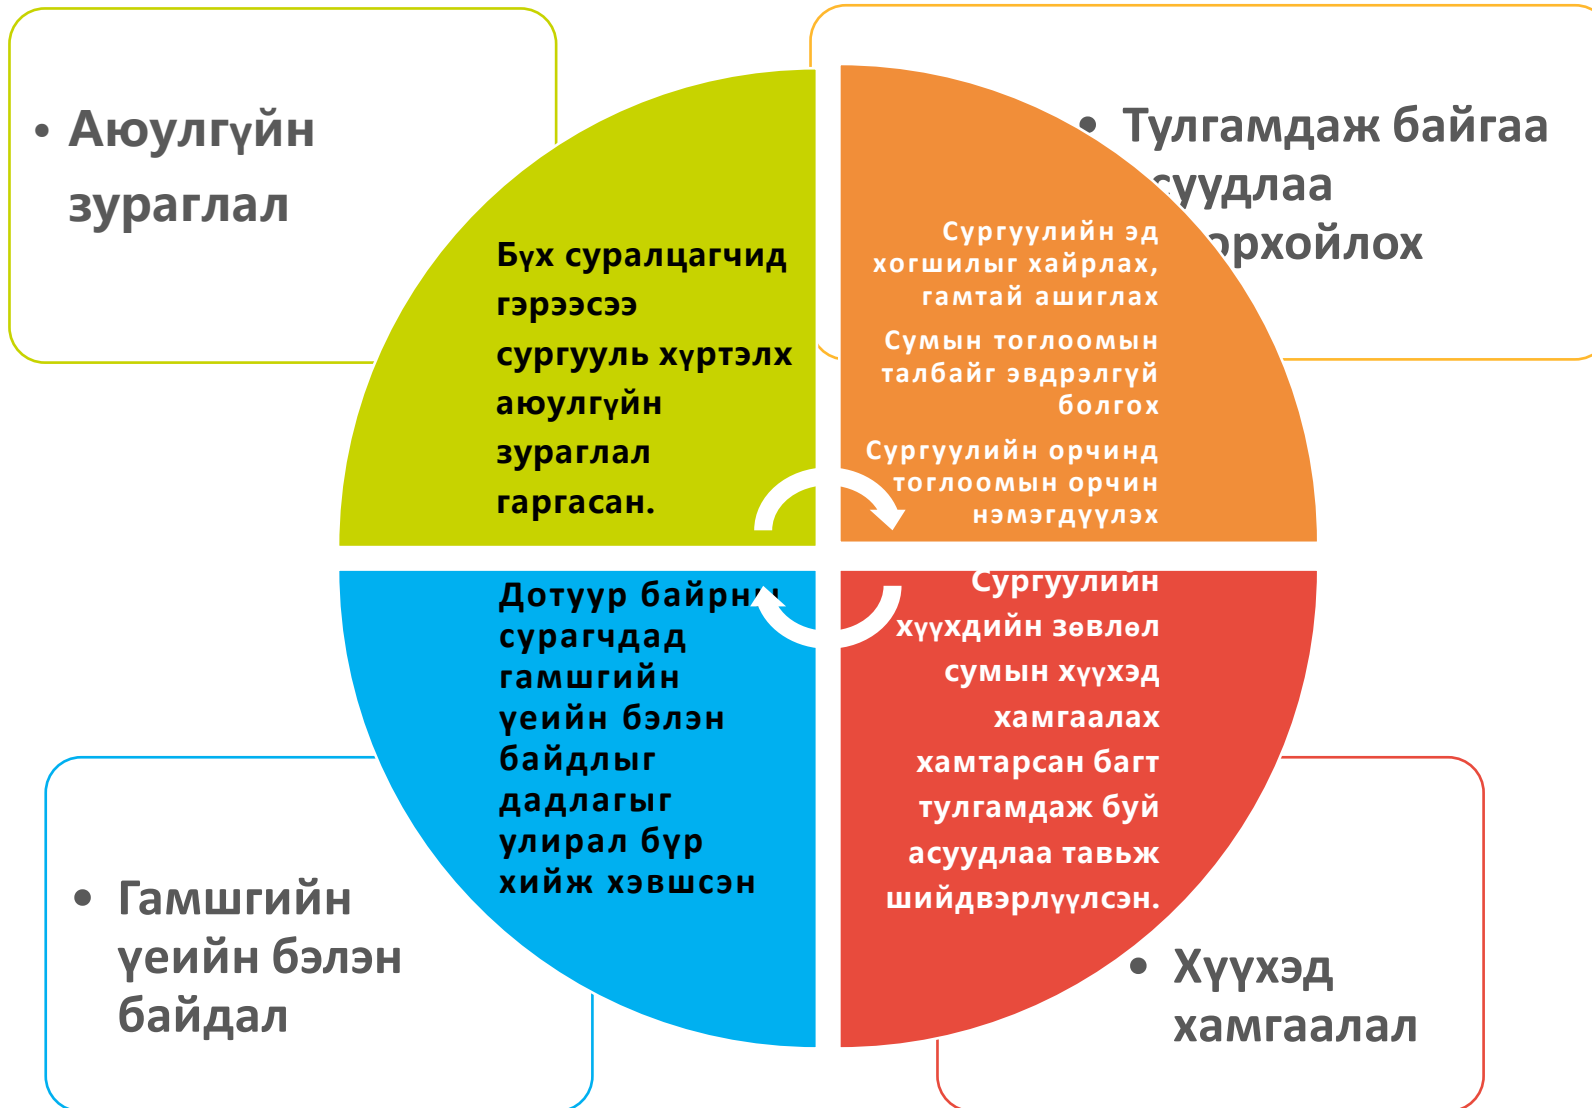 • Аюулгүйн
зураглал
Бүх суралцагчид
гэрээсээ
сургууль хүртэлх
аюулгүйн
зураглал
гаргасан.
• Тулгамдаж байгаа
суудлаа
орхойлох
Сургуулийн эд
хогшилыг хайрлах,
гамтай ашиглах
Сумын тоглоомын
талбайг эвдрэлгүй
болгох
Сургуулийн орчинд
тоглоомын орчин
нэмэгдүүлэх
Дотуур байрны
сурагчдад
гамшгийн
үеийн бэлэн
байдлыг
дадлагыг
улирал бүр
хийж хэвшсэн
• Гамшгийн
үеийн бэлэн
байдал
Сургуулийн
хүүхдийн зөвлөл
сумын хүүхэд
хамгаалах
хамтарсан багт
тулгамдаж буй
асуудлаа тавьж
шийдвэрлүүлсэн.
• Хүүхэд
хамгаалал